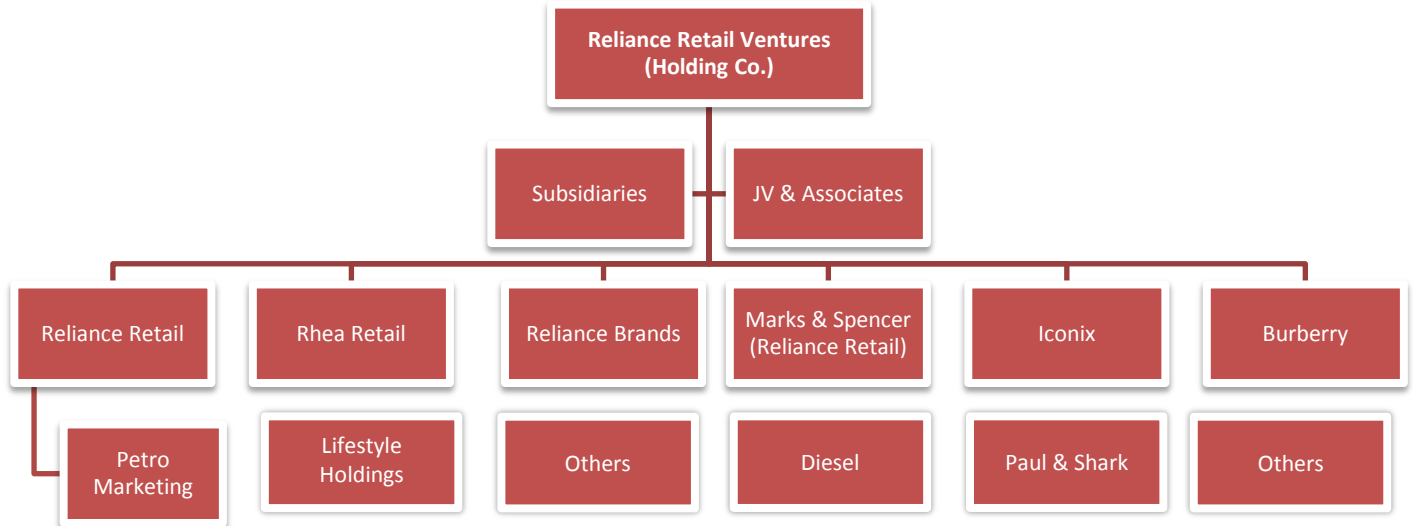 Reliance Retail Ventures
(Holding Co.)
Subsidiaries
JV & Associates
Reliance Retail
Rhea Retail
Reliance Brands
Marks & Spencer
(Reliance Retail)
Iconix
Burberry
Petro
Marketing
Lifestyle
Holdings
Others
Diesel
Paul & Shark
Others